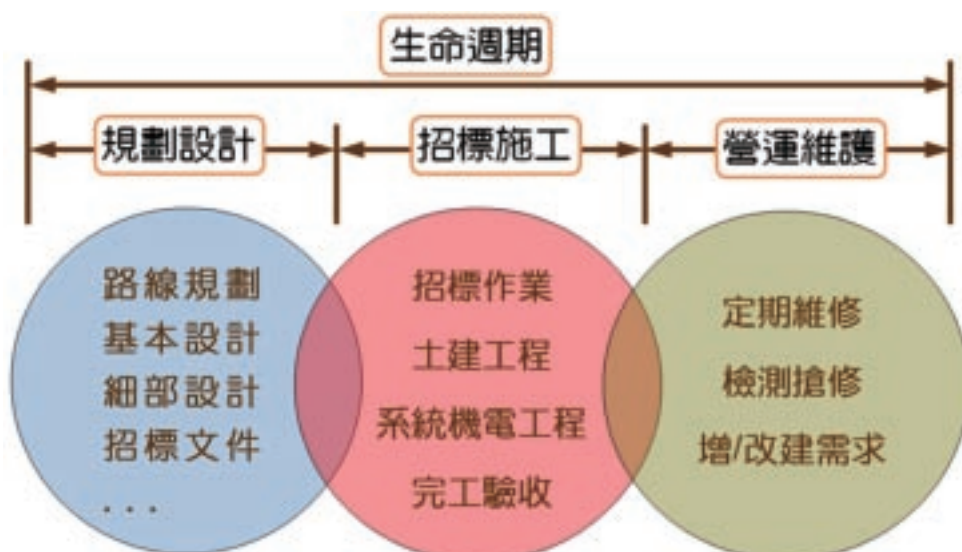 生命週期
規劃設計
招標施工
營運維護
路線規劃
基本設計
細部設計
招標文件
...
招標作業
土建工程
系統機電工程
完工驗收
定期維修
檢測搶修
增/改建需求